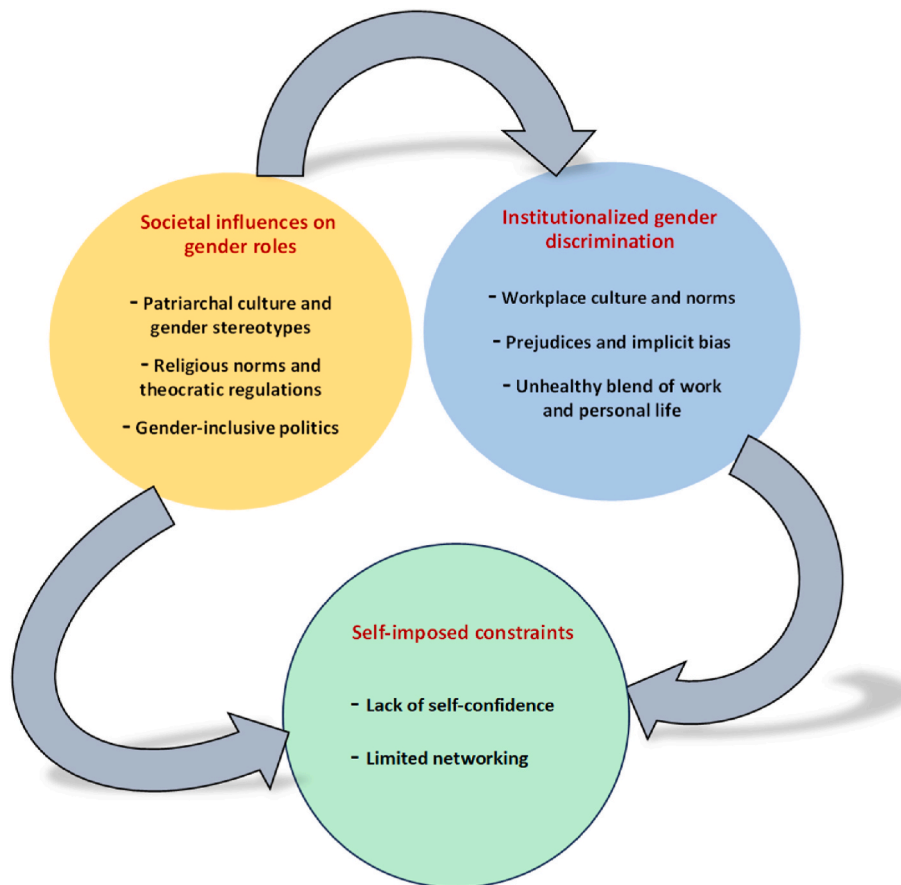 Societal influences on
gender roles
- Patriarchal culture and
gender stereotypes
- Religious norms and
theocratic regulations
- Gender-inclusive politics
Institutionalized gender
discrimination
- Workplace culture and norms
- Prejudices and implicit bias
- Unhealthy blend of work
and personal life
Self-imposed constraints
- Lack of self-confidence
- Limited networking